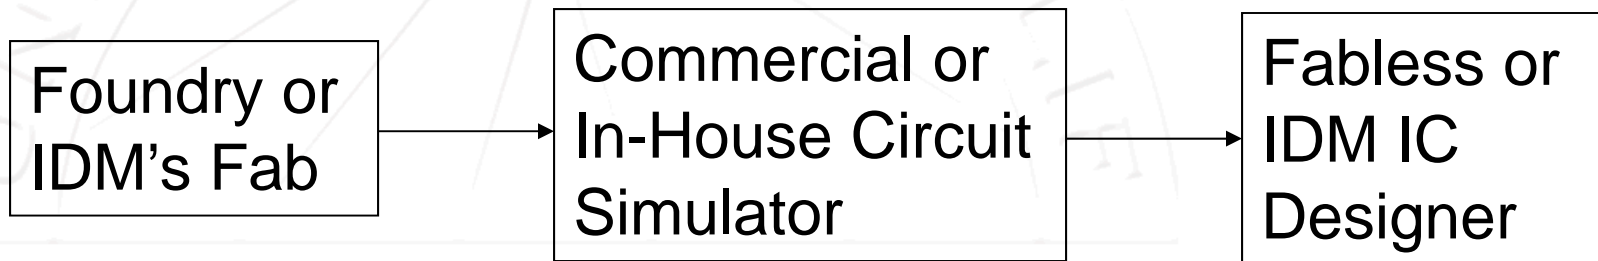 Foundry or
IDM's Fab
Commercial or
In-House Circuit
Simulator
Fabless or
IDM IC
Designer